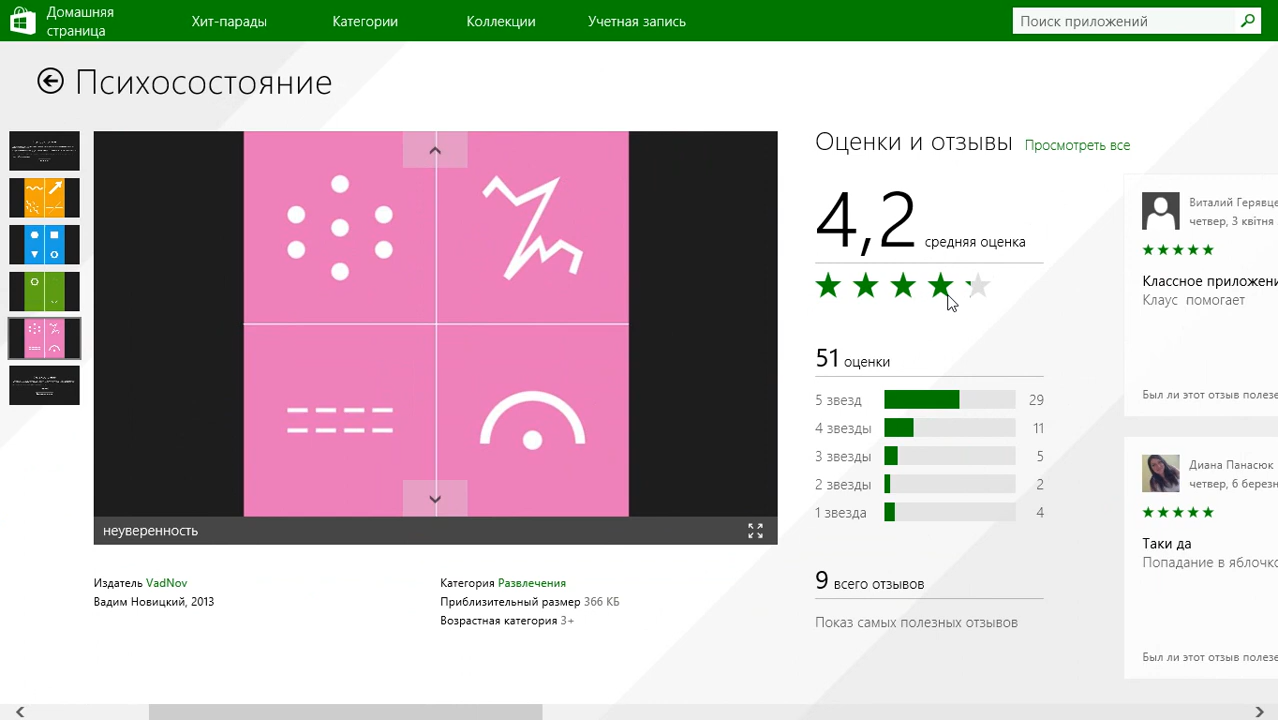 Домашняя
страница
Хит-парады
Категории
Коллекции
Учетная запись
Поиск приложений
Психосостояние
неуверенность
Издатель VadNov
Вадим Новицкий, 2013
Категория Развлечения
Приблизительный размер 366 КБ
Возрастная категория 3+
Оценки и отзывы Просмотреть все
4,2 средняя оценка
51 оценки
5 звезд 29
4 звезды 11
3 звезды 5
2 звезды 2
1 звезда 4
9 всего отзывов
Показ самых полезных отзывов
Виталий Герявце
четвер, 3 квітня
Классное приложени
Клаус помогает
Был ли этот отзыв полезе
Диана Панасюк
четвер, 6 березн
Таки да
Попадание в яблочко
Был ли этот отзыв полезе